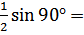 ½ sin 90° =